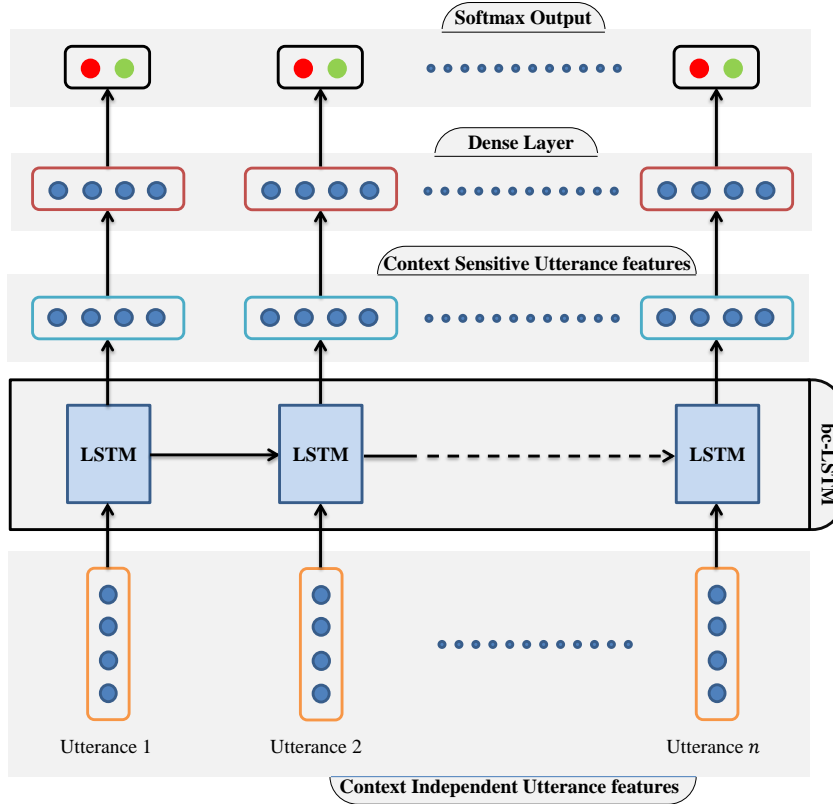 Softmax Output
Dense Layer
Context Sensitive Utterance features
LSTM
LSTM
LSTM
bc-LSTM
Utterance 1
Utterance 2
Utterance n
Context Independent Utterance features